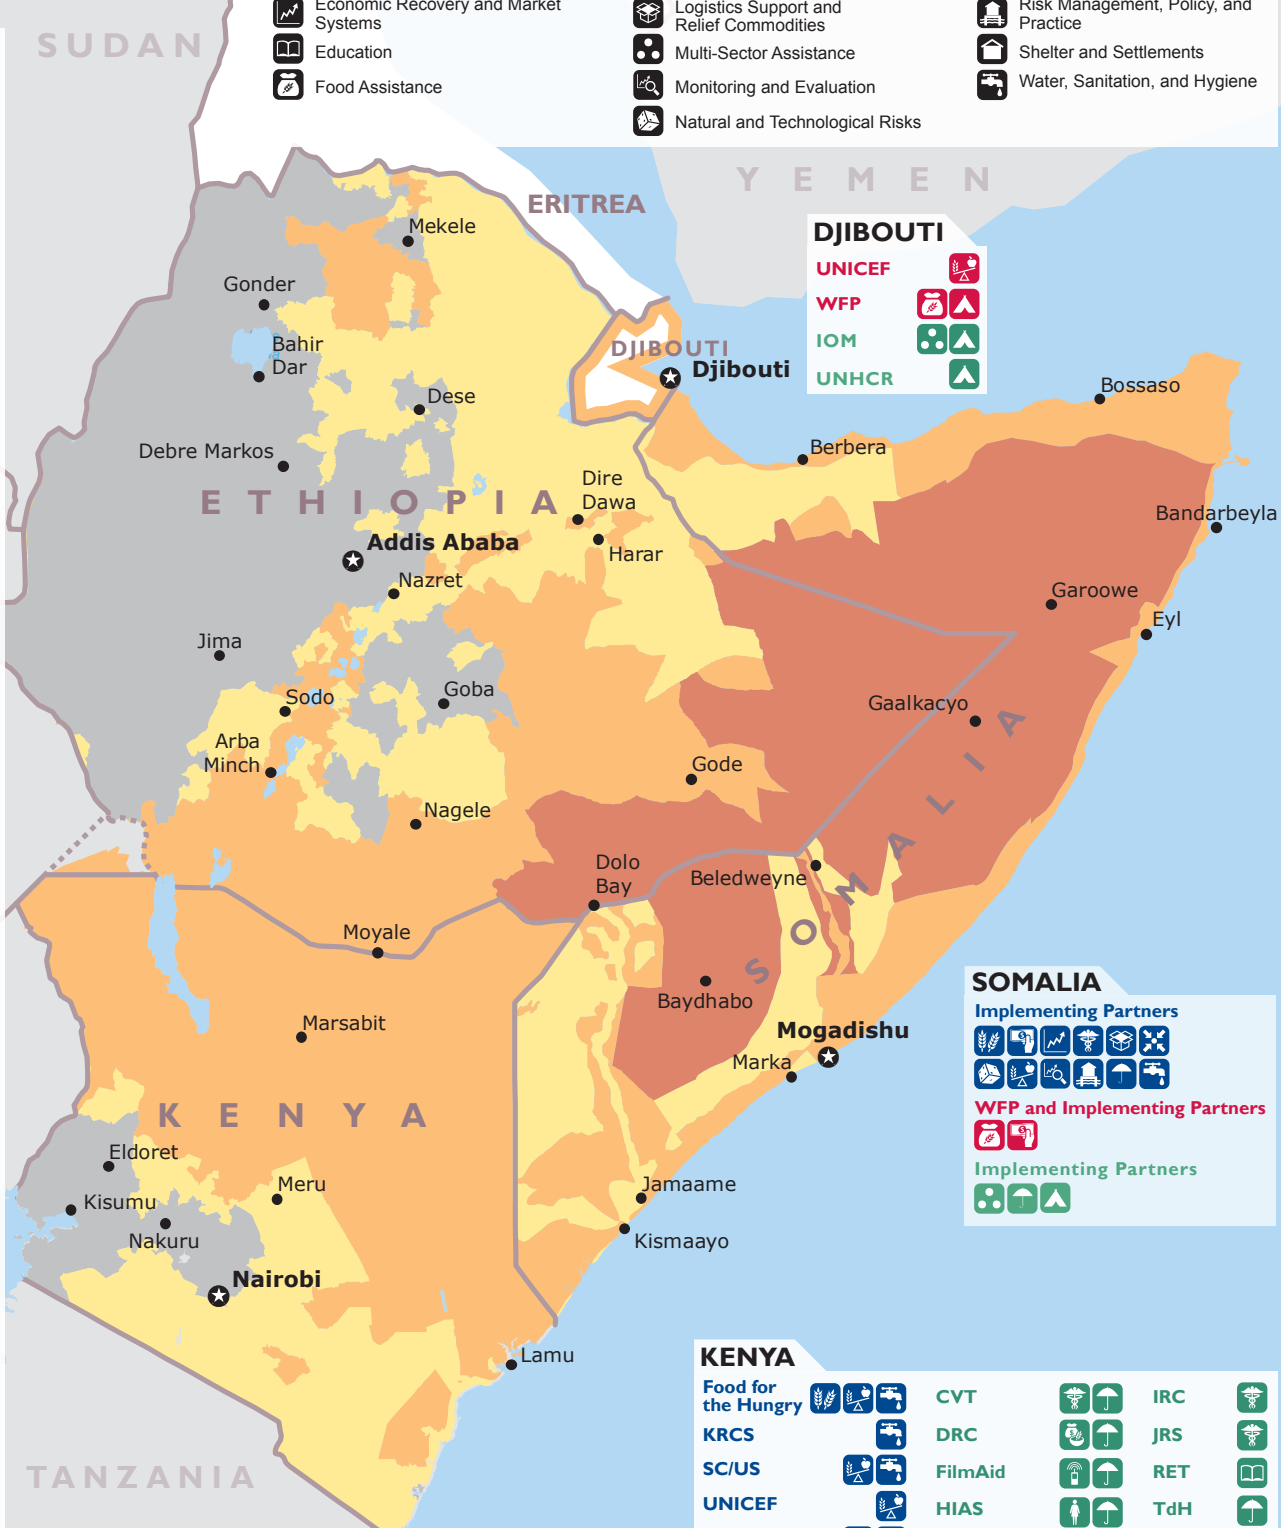 Economic Recovery and Market
Systems
Education
Food Assistance
Logistics Support and
Relief Commodities
Multi-Sector Assistance
Monitoring and Evaluation
Natural and Technological Risks
Risk Management, Policy, and
Practice
Shelter and Settlements
Water, Sanitation, and Hygiene
SUDAN
YEMEN
ERITREA
DJIBOUTI
UNICEF
WFP
IOM
UNHCR
Mekele
Gonder
Bahir
Dar
DJIBOUTI
Djibouti
Bossaso
Dese
Berbera
Debre Markos
Dire
Dawa
ETHIOPIA
Bandarbeyla
Addis Ababa
Harar
Nazret
Garoowe
Eyl
Jima
Goba
Sodo
Gaalkacyo
Arba
Minch
Gode
Nagele
SOMALIA
Dolo
Bay
Beledweyne
Moyale
Baydhabo
Marsabit
Mogadishu
Marka
SOMALIA
Implementing Partners
WFP and Implementing Partners
Implementing Partners
KENYA
Eldoret
Meru
Kisumu
Nakuru
Jamaame
Kismaayo
Nairobi
Lamu
TANZANIA
KENYA
Food for
the Hungry
KRCS
SC/US
UNICEF
CVT
DRC
FilmAid
HIAS
IRC
JRS
RET
TdH